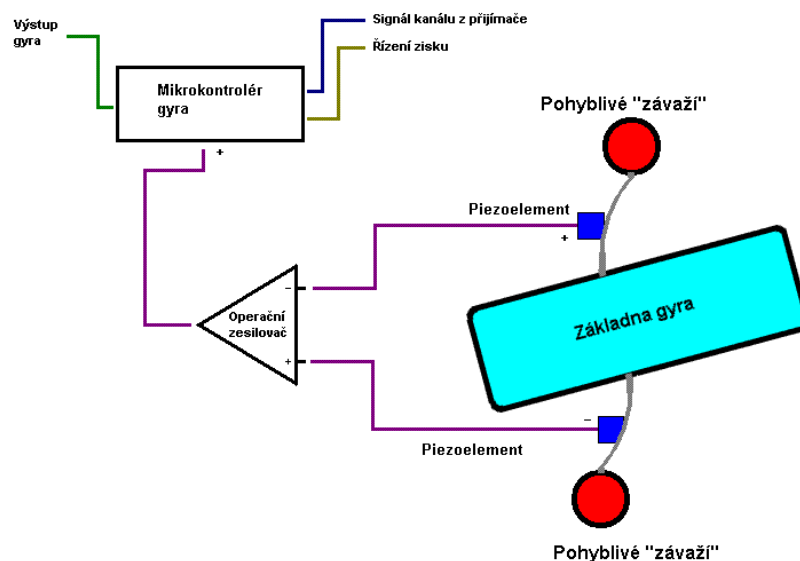 Výstup
gyra
Signál kanálu z přijímače
Řízení zisku
Mikrokontrolér
gyra
+
Pohyblivé "závaží"
Piezoelement
+
Základna gyra
−
Operační
zesilovač
+
−
Piezoelement
Pohyblivé "závaží"